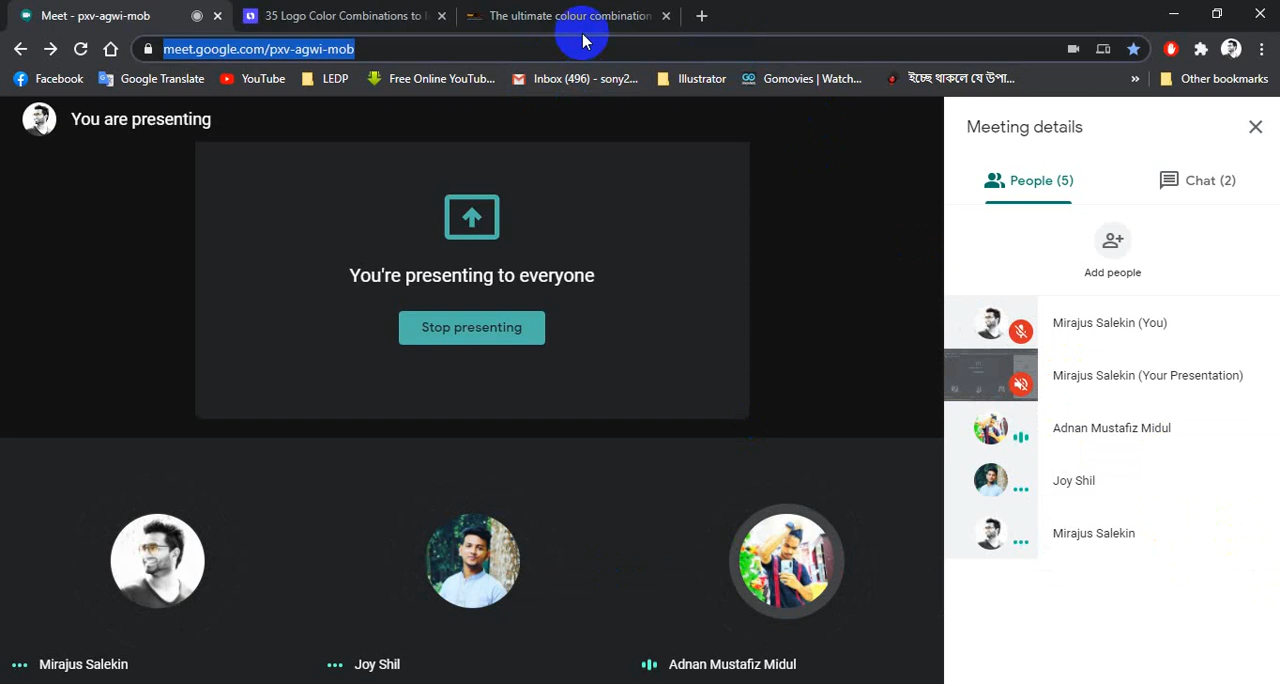 Meet - pxv-agwi-mob
35 Logo Color Combinations to I
The ultimate colour combination
meet.google.com/pxv-agwi-mob
Facebook
Google Translate
YouTube
LEDP
Free Online YouTub...
Inbox (496) - sony2...
Illustrator
Gomovies | Watch...
ইচ্ছে থাকলে যে উপা...
»
Other bookmarks
You are presenting
Meeting details
People (5)
Chat (2)
You're presenting to everyone
Add people
Stop presenting
Mirajus Salekin (You)
Mirajus Salekin (Your Presentation)
Adnan Mustafiz Midul
Joy Shil
Mirajus Salekin
Mirajus Salekin
Joy Shil
Adnan Mustafiz Midul